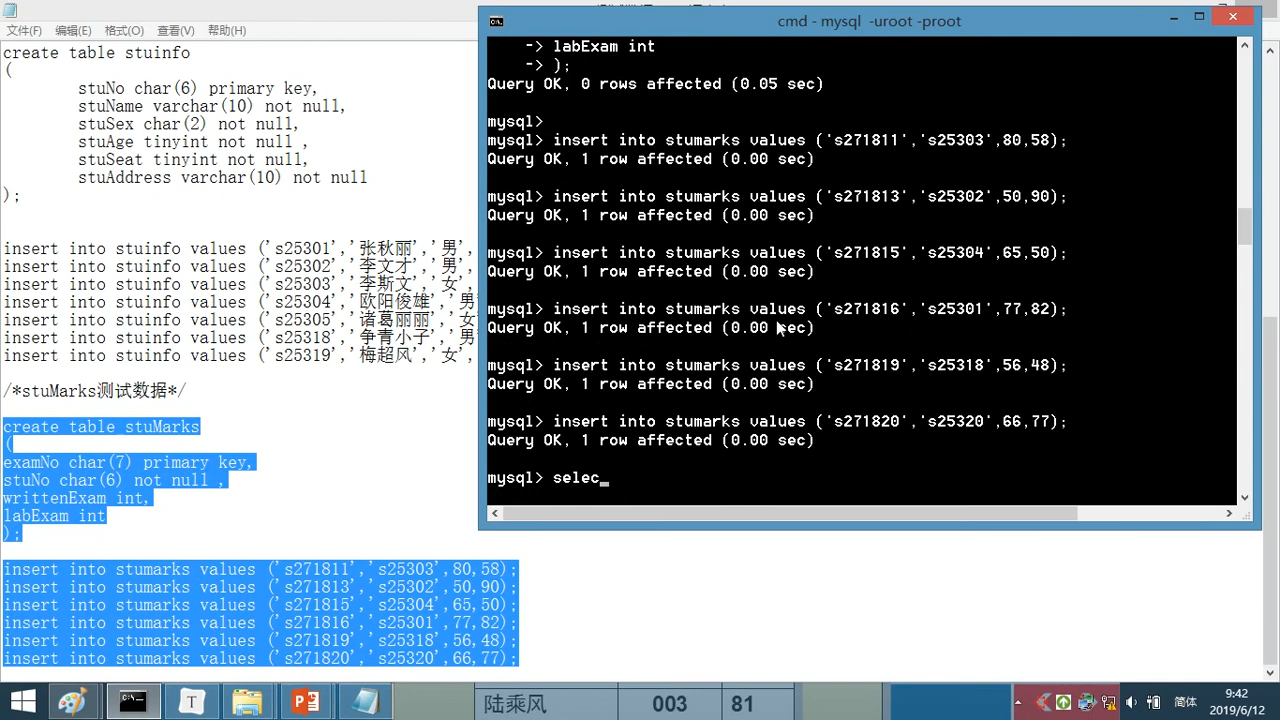 文件(F) 编辑(E) 格式(O) 查看(V) 帮助(H)
create table stuinfo
(
stuNo char(6) primary key,
stuName varchar(10) not null,
stuSex char(2) not null,
stuAge tinyint not null ,
stuSeat tinyint not null,
stuAddress varchar(10) not null
);
insert into stuinfo values ('s25301','张秋丽','男',
insert into stuinfo values ('s25302','李文才','男',
insert into stuinfo values ('s25303','李斯文','女',
insert into stuinfo values ('s25304','欧阳俊雄','男'
insert into stuinfo values ('s25305','诸葛丽丽','女
insert into stuinfo values ('s25318','争青小子','男'
insert into stuinfo values ('s25319','梅超风','女',
/*stuMarks测试数据*/
create table stuMarks
(
examNo char(7) primary key,
stuNo char(6) not null ,
writtenExam int,
labExam int
);
insert into stumarks values ('s271811','s25303',80,58);
insert into stumarks values ('s271813','s25302',50,90);
insert into stumarks values ('s271815','s25304',65,50);
insert into stumarks values ('s271816','s25301',77,82);
insert into stumarks values ('s271819','s25318',56,48);
insert into stumarks values ('s271820','s25320',66,77);
cmd - mysql -uroot -proot
-> labExam int
-> );
Query OK, 0 rows affected (0.05 sec)
mysql>
mysql> insert into stumarks values ('s271811','s25303',80,58);
Query OK, 1 row affected (0.00 sec)
mysql> insert into stumarks values ('s271813','s25302',50,90);
Query OK, 1 row affected (0.00 sec)
mysql> insert into stumarks values ('s271815','s25304',65,50);
Query OK, 1 row affected (0.00 sec)
mysql> insert into stumarks values ('s271816','s25301',77,82);
Query OK, 1 row affected (0.00 sec)
mysql> insert into stumarks values ('s271819','s25318',56,48);
Query OK, 1 row affected (0.00 sec)
mysql> insert into stumarks values ('s271820','s25320',66,77);
Query OK, 1 row affected (0.00 sec)
mysql> selec_
陆乘风 003 81
简体
9:42
2019/6/12